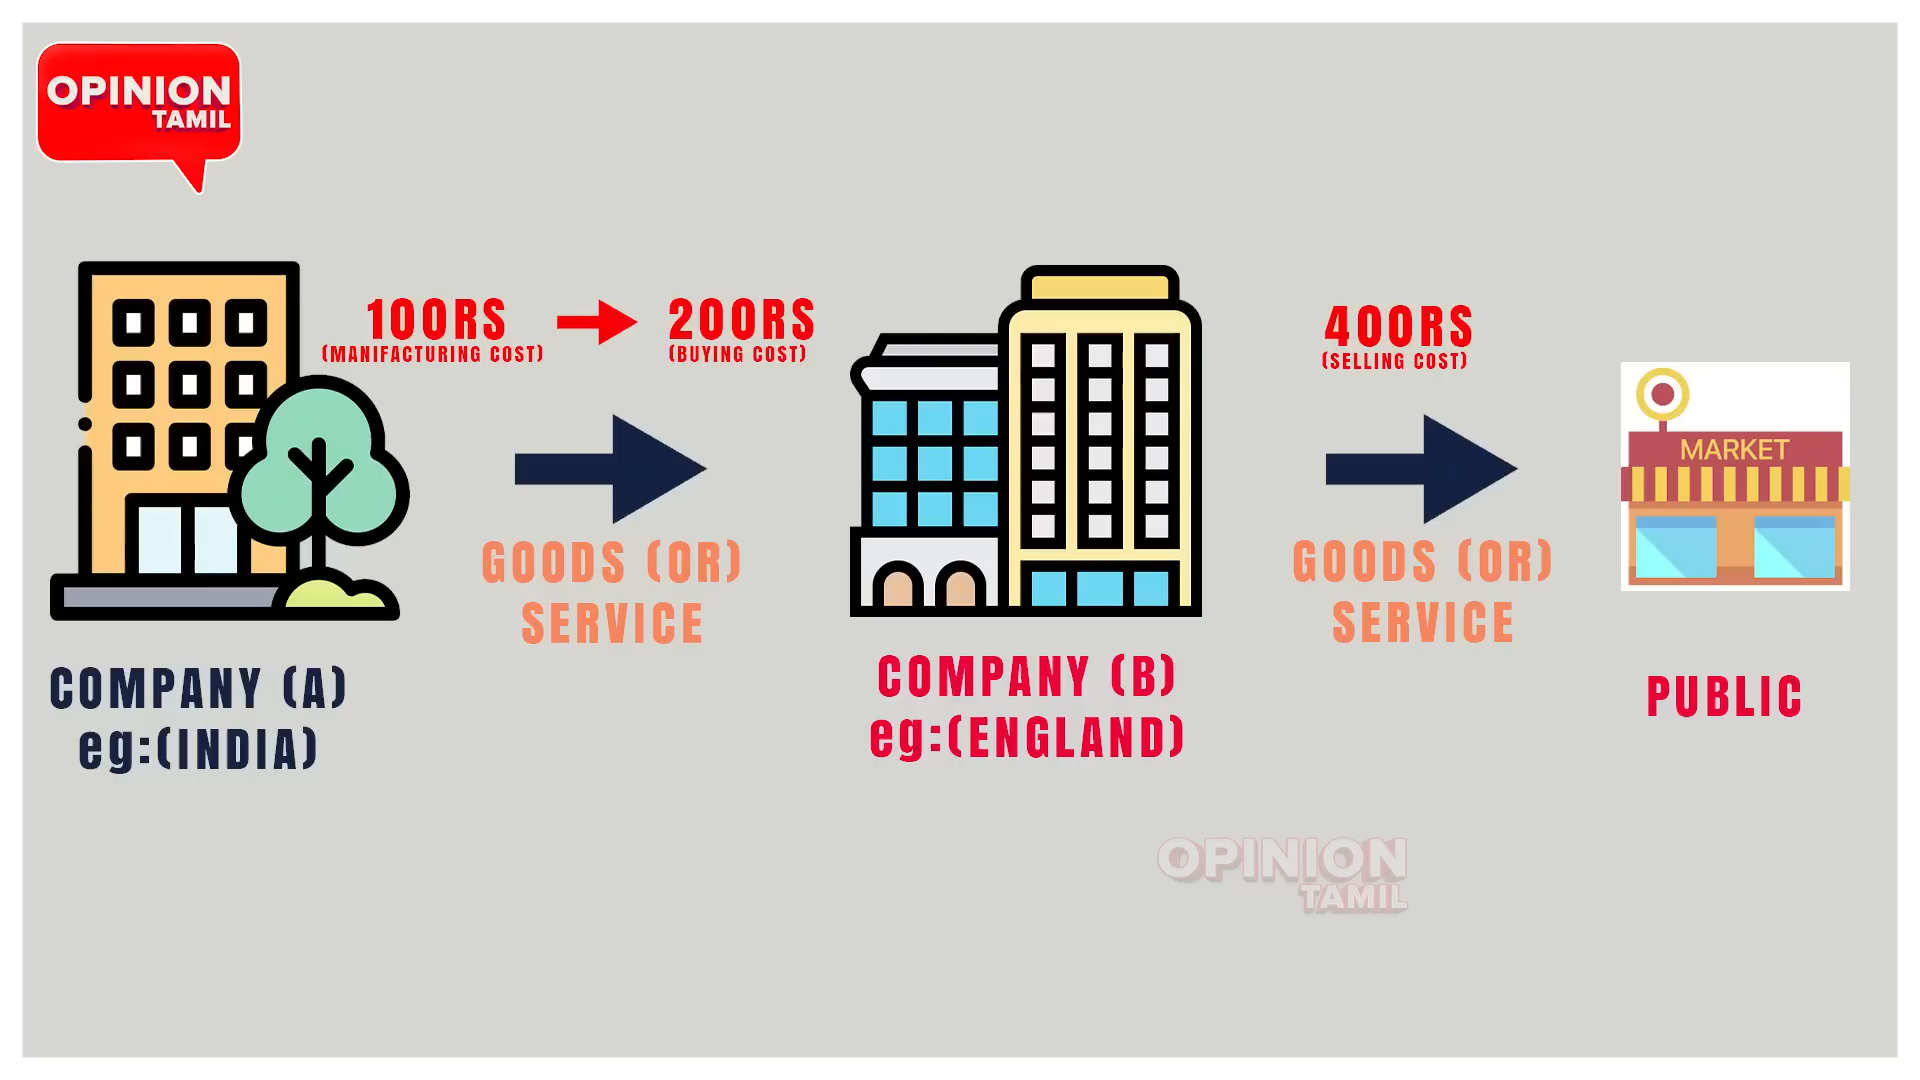 OPINION
TAMIL
100RS
(MANIFACTURING COST)
200RS
(BUYING COST)
400RS
(SELLING COST)
MARKET
GOODS (OR)
SERVICE
GOODS (OR)
SERVICE
COMPANY (A)
eg:(INDIA)
COMPANY (B)
eg:(ENGLAND)
PUBLIC
OPINION
TAMIL